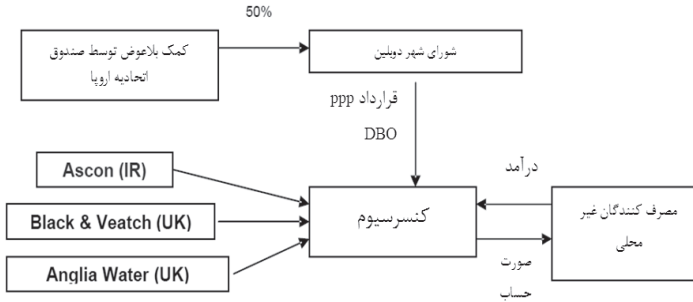 50%
کمک بلاعوض توسط صندوق
اتحادیه اروپا
شورای شهر دوبلین
قرارداد ppp
DBO
Ascon (IR)
Black & Veatch (UK)
Anglia Water (UK)
کنسرسیوم
درآمد
صورت
حساب
مصرف کنندگان غیر
محلی